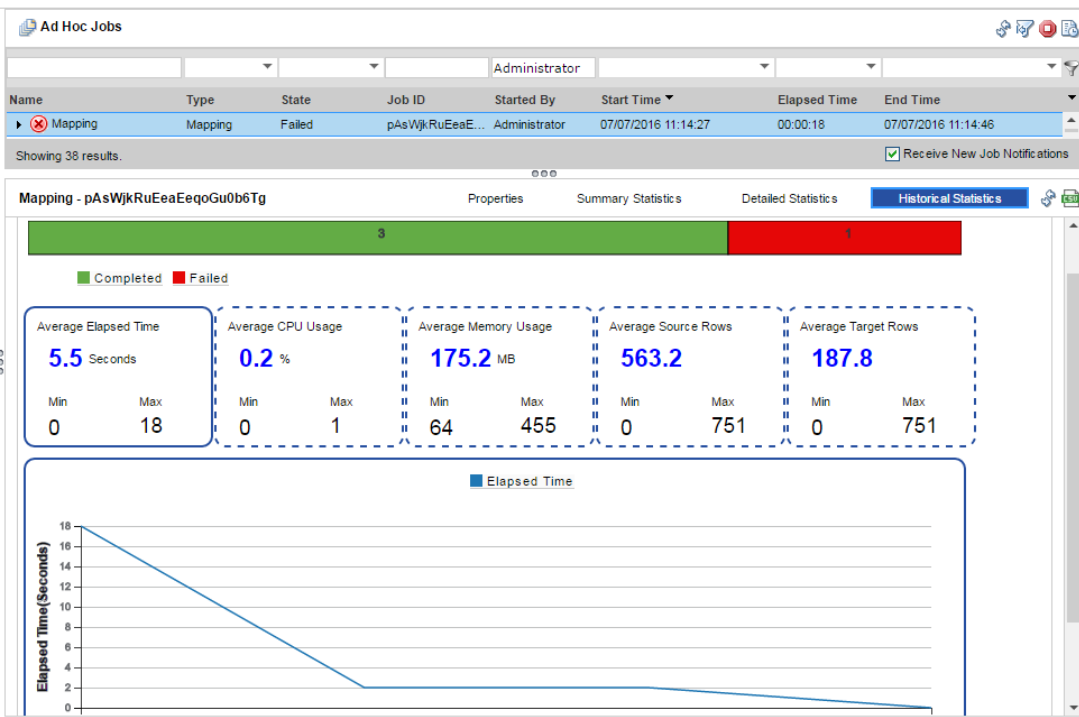 Ad Hoc Jobs
Administrator
Name Type State Job ID Started By Start Time Elapsed Time End Time
Mapping Mapping Failed pAsWjkRuEeaE... Administrator 07/07/2016 11:14:27 00:00:18 07/07/2016 11:14:46
Showing 38 results. Receive New Job Notifications
Mapping - pAsWjkRuEeaEeqoGu0b6Tg Properties Summary Statistics Detailed Statistics Historical Statistics CSV
3 1
Completed Failed
Average Elapsed Time Average CPU Usage Average Memory Usage Average Source Rows Average Target Rows
5.5 Seconds 0.2 % 175.2 MB 563.2 187.8
Min Max Min Max Min Max Min Max Min Max
0 18 0 1 64 455 0 751 0 751
Elapsed Time
Elapsed Time(Seconds)
18
16
14
12
10
8
6
4
2
0